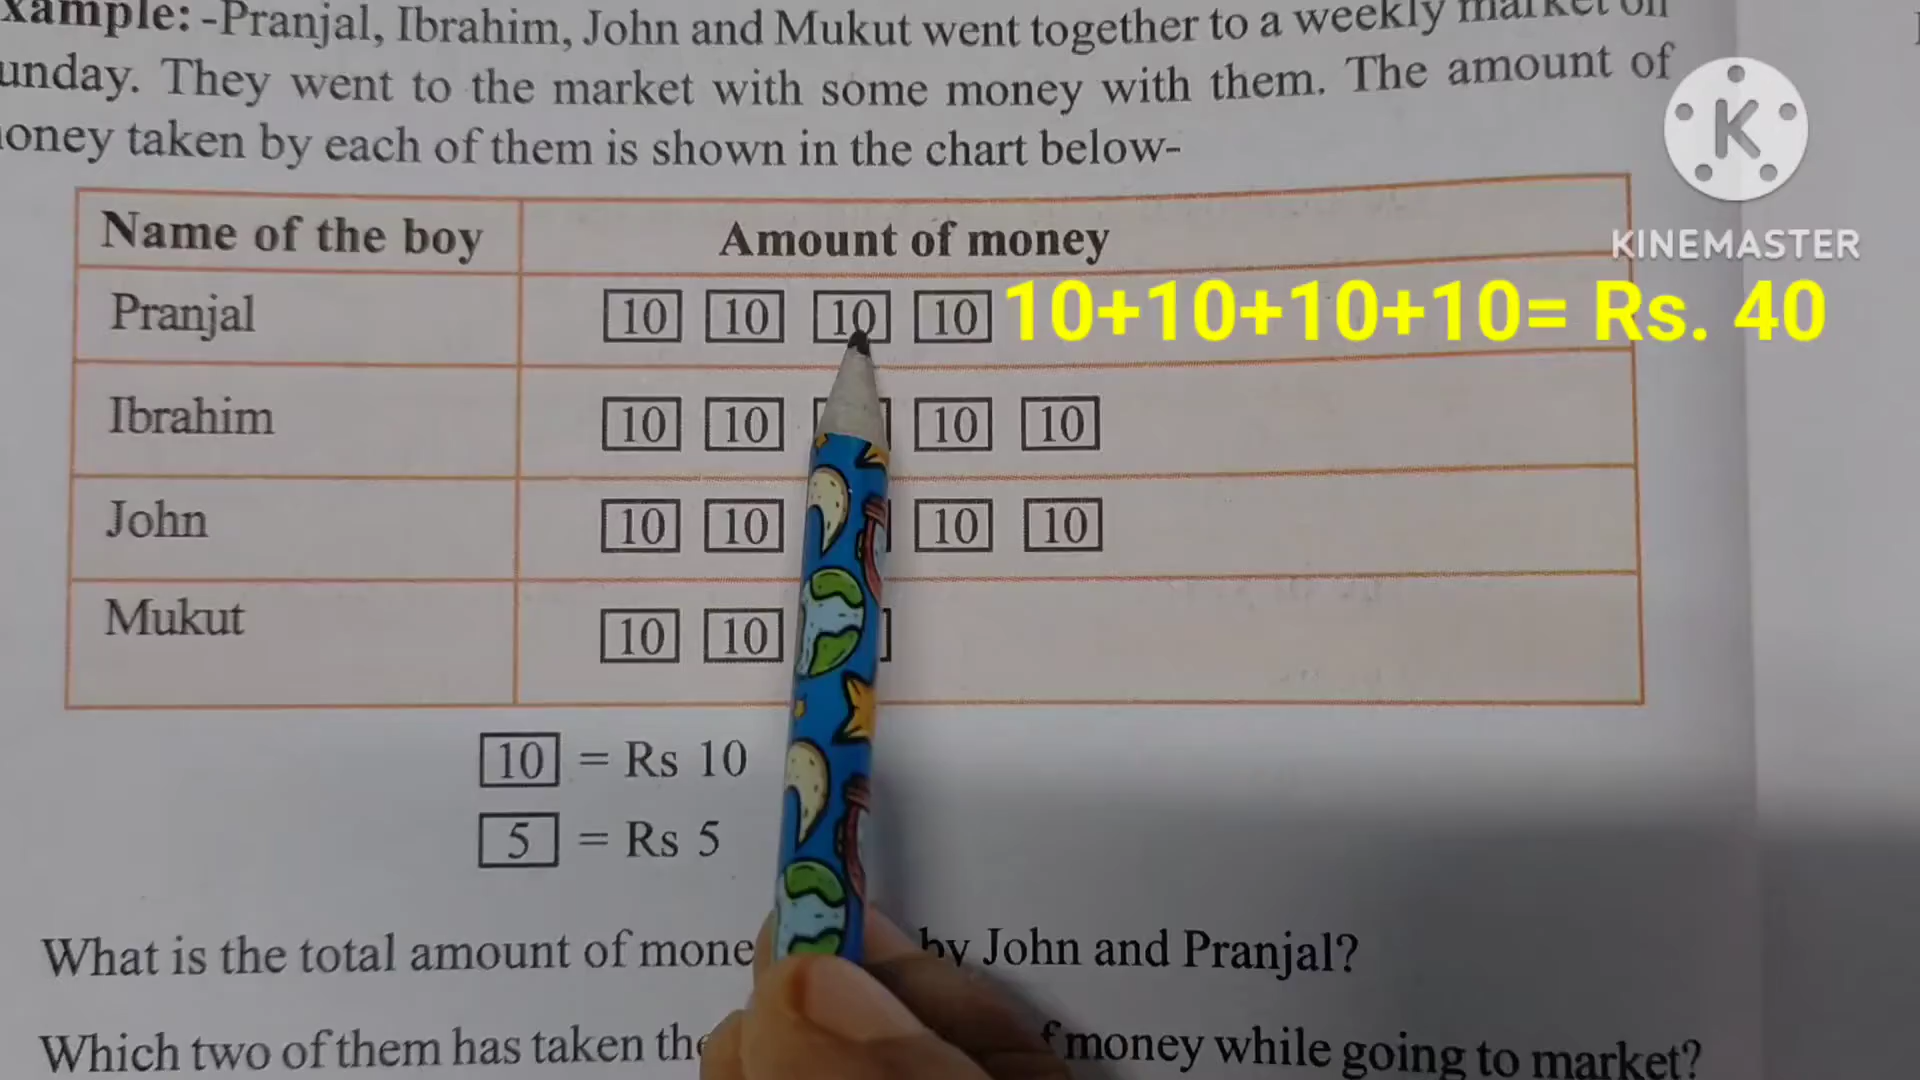 xample: -Pranjal, Ibrahim, John and Mukut went together to a weekly market on
unday. They went to the market with some money with them. The amount of
oney taken by each of them is shown in the chart below-
K
KINEMASTER
Name of the boy Amount of money
Pranjal 10 10 10 10 10+10+10+10= Rs. 40
Ibrahim 10 10 10 10
John 10 10 10 10
Mukut 10 10
10 = Rs 10
5 = Rs 5
What is the total amount of mone by John and Pranjal?
Which two of them has taken the f money while going to market?